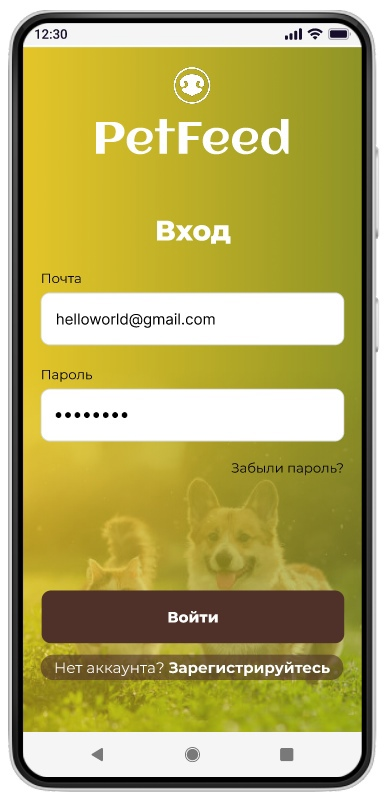 12:30
PetFeed
Вход
Почта
helloworld@gmail.com
Пароль
••••••••
Забыли пароль?
Войти
Нет аккаунта? Зарегистрируйтесь